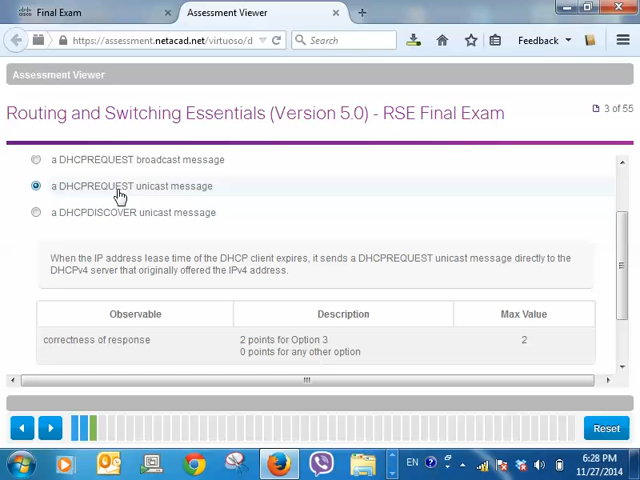 Final Exam
Assessment Viewer
https://assessment.netacad.net/virtuoso/d
Search
Feedback
Assessment Viewer
Routing and Switching Essentials (Version 5.0) - RSE Final Exam
3 of 55
a DHCPREQUEST broadcast message
a DHCPREQUEST unicast message
a DHCPDISCOVER unicast message
When the IP address lease time of the DHCP client expires, it sends a DHCPREQUEST unicast message directly to the
DHCPv4 server that originally offered the IPv4 address.
Observable Description Max Value
correctness of response 2 points for Option 3 2
0 points for any other option
Reset
EN 6:28 PM
11/27/2014